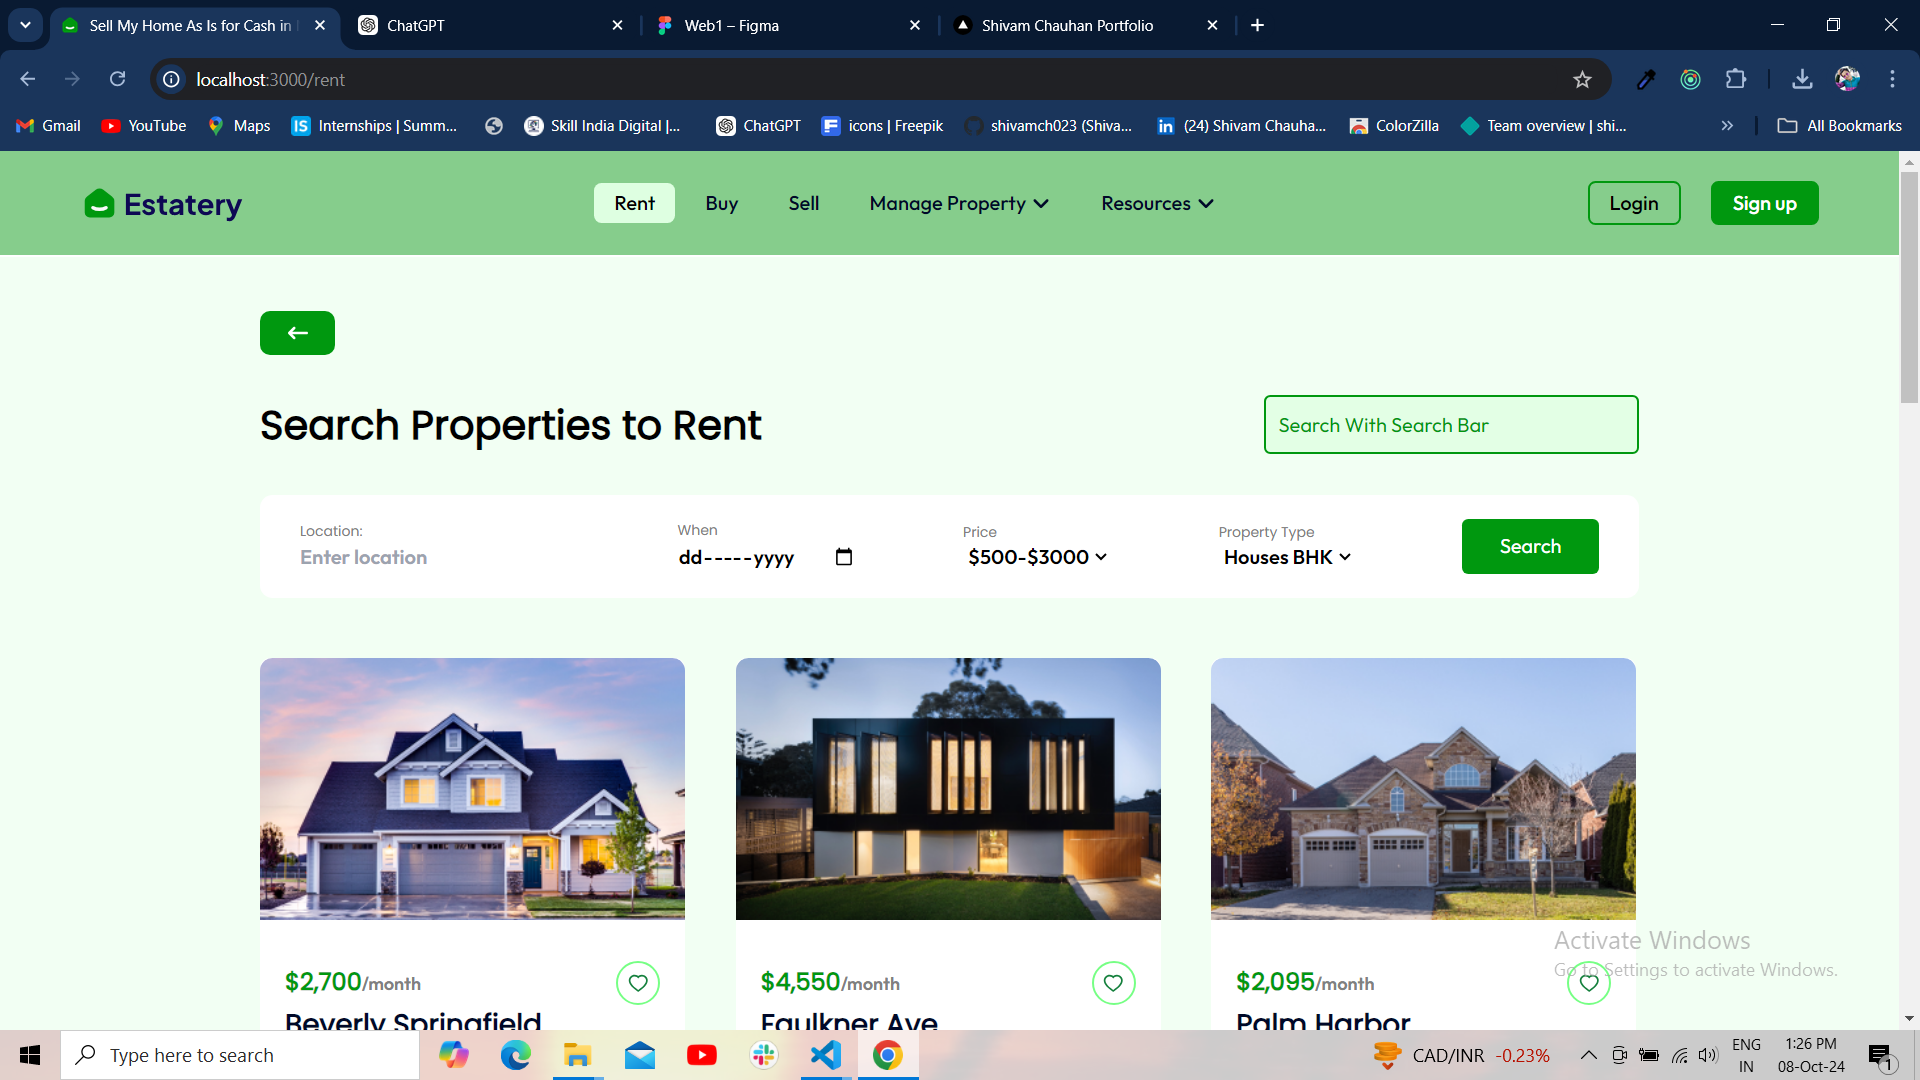 Sell My Home As Is for Cash in
ChatGPT
Web1 – Figma
Shivam Chauhan Portfolio
localhost:3000/rent
Gmail
YouTube
Maps
Internships | Summ...
Skill India Digital |...
ChatGPT
icons | Freepik
shivamch023 (Shiva...
(24) Shivam Chauha...
ColorZilla
Team overview | shi...
All Bookmarks
Estatery
Rent
Buy
Sell
Manage Property
Resources
Login
Sign up
Search Properties to Rent
Search With Search Bar
Location:
Enter location
When
dd-----yyyy
Price
$500-$3000
Property Type
Houses BHK
Search
$2,700/month
Beverly Springfield
$4,550/month
Faulkner Ave
$2,095/month
Palm Harbor
Activate Windows
Go to Settings to activate Windows.
Type here to search
CAD/INR -0.23%
ENG
IN
1:26 PM
08-Oct-24
1